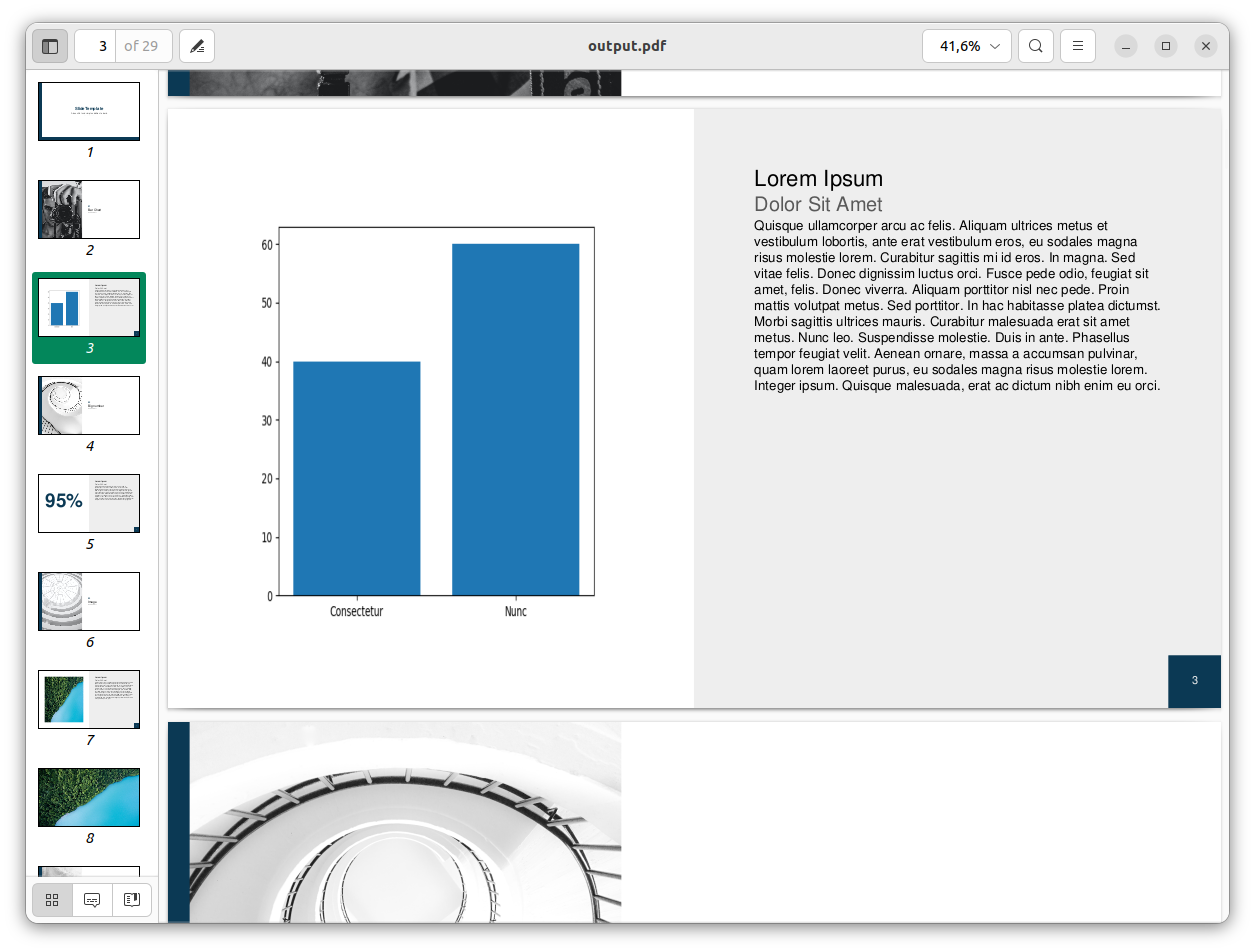 3 of 29
output.pdf
41,6%
Slide Template
1
2
3
4
95%
5
6
7
8
60
50
40
30
20
10
0
Consectetur Nunc
Lorem Ipsum
Dolor Sit Amet
Quisque ullamcorper arcu ac felis. Aliquam ultrices metus et
vestibulum lobortis, ante erat vestibulum eros, eu sodales magna
risus molestie lorem. Curabitur sagittis mi id eros. In magna. Sed
vitae felis. Donec dignissim luctus orci. Fusce pede odio, feugiat sit
amet, felis. Donec viverra. Aliquam porttitor nisl nec pede. Proin
mattis volutpat metus. Sed porttitor. In hac habitasse platea dictumst.
Morbi sagittis ultrices mauris. Curabitur malesuada erat sit amet
metus. Nunc leo. Suspendisse molestie. Duis in ante. Phasellus
tempor feugiat velit. Aenean ornare, massa a accumsan pulvinar,
quam lorem laoreet purus, eu sodales magna risus molestie lorem.
Integer ipsum. Quisque malesuada, erat ac dictum nibh enim eu orci.
3